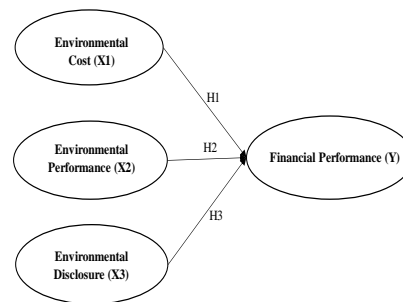 Environmental
Cost (X1)
H1
Environmental
Performance (X2)
H2
Financial Performance (Y)
H3
Environmental
Disclosure (X3)